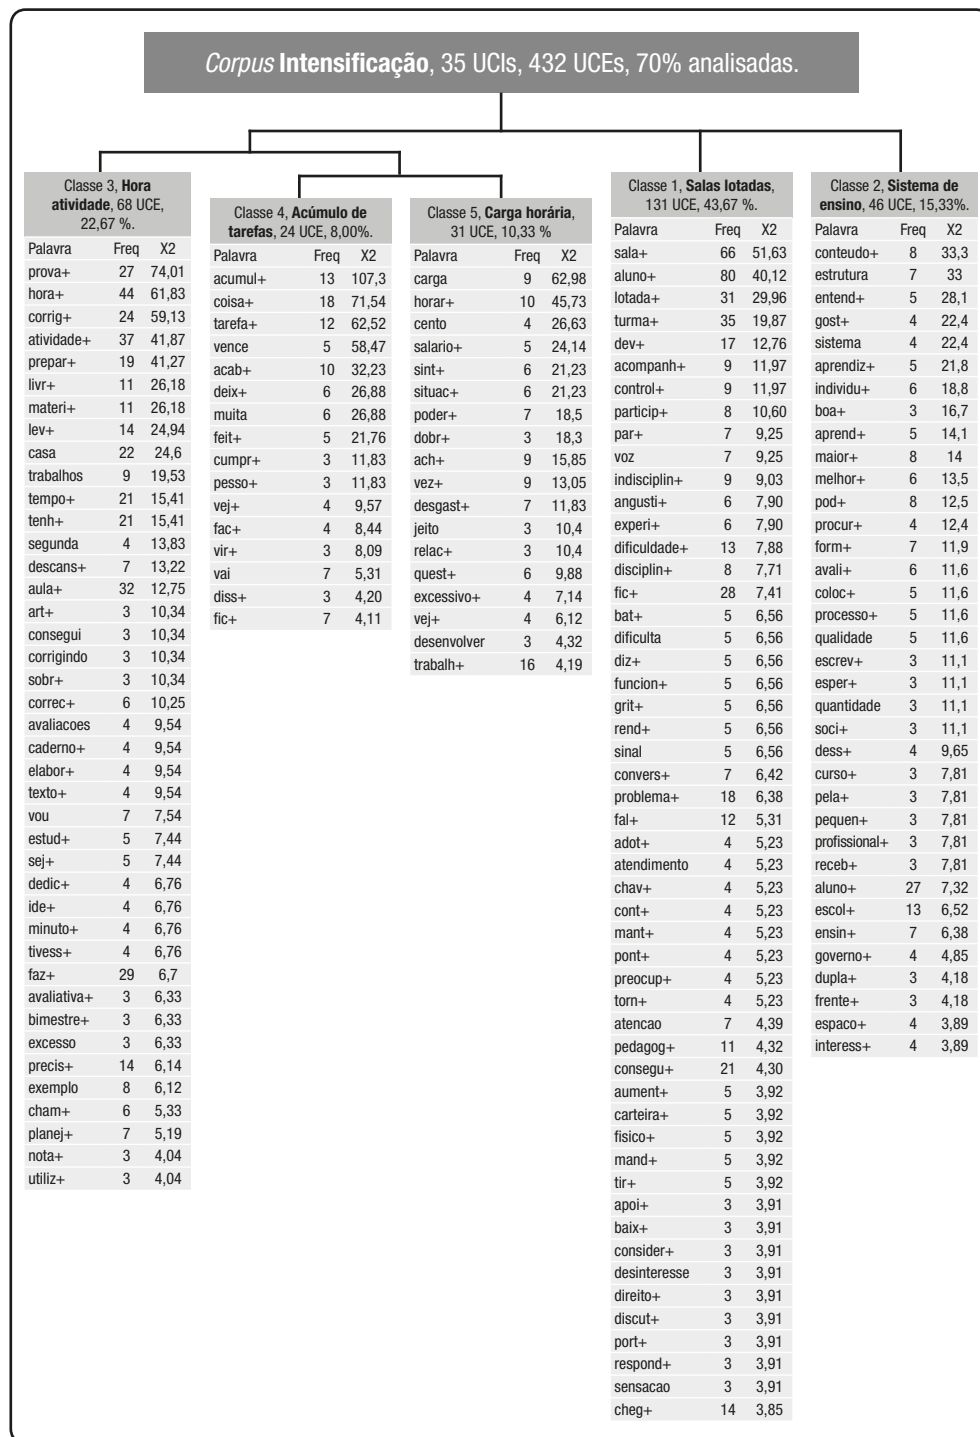 Corpus Intensificação, 35 UCIs, 432 UCEs, 70% analisadas.
Classe 3, Hora
atividade, 68 UCE,
22,67 %.
Palavra Freq X2
prova+ 27 74,01
hora+ 44 61,83
corrig+ 24 59,13
atividade+ 37 41,87
prepar+ 19 41,27
livr+ 11 26,18
materi+ 11 26,18
lev+ 14 24,94
casa 22 24,6
trabalhos 9 19,53
tempo+ 21 15,41
tenh+ 21 15,41
segunda 4 13,83
descans+ 7 13,22
aula+ 32 12,75
art+ 3 10,34
consegui 3 10,34
corrigindo 3 10,34
sobr+ 3 10,34
correc+ 6 10,25
avaliacoes 4 9,54
caderno+ 4 9,54
elabor+ 4 9,54
texto+ 4 9,54
vou 7 7,54
estud+ 5 7,44
sej+ 5 7,44
dedic+ 4 6,76
ide+ 4 6,76
minuto+ 4 6,76
tivess+ 4 6,76
faz+ 29 6,7
avaliativa+ 3 6,33
bimestre+ 3 6,33
excesso 3 6,33
precis+ 14 6,14
exemplo 8 6,12
cham+ 6 5,33
planej+ 7 5,19
nota+ 3 4,04
utiliz+ 3 4,04
Classe 4, Acúmulo de
tarefas, 24 UCE, 8,00%.
Palavra Freq X2
acumul+ 13 107,3
coisa+ 18 71,54
tarefa+ 12 62,52
vence 5 58,47
acab+ 10 32,23
deix+ 6 26,88
muita 6 26,88
feit+ 5 21,76
cumpr+ 3 11,83
pesso+ 3 11,83
vej+ 4 9,57
fac+ 4 8,44
vir+ 3 8,09
vai 7 5,31
diss+ 3 4,20
fic+ 7 4,11
Classe 5, Carga horária,
31 UCE, 10,33 %
Palavra Freq X2
carga 9 62,98
horar+ 10 45,73
cento 4 26,63
salario+ 5 24,14
sint+ 6 21,23
situac+ 6 21,23
poder+ 7 18,5
dobr+ 3 18,3
ach+ 9 15,85
vez+ 9 13,05
desgast+ 7 11,83
jeito 3 10,4
relac+ 3 10,4
quest+ 6 9,88
excessivo+ 4 7,14
vej+ 4 6,12
desenvolver 3 4,32
trabalh+ 16 4,19
Classe 1, Salas lotadas,
131 UCE, 43,67 %.
Palavra Freq X2
sala+ 66 51,63
aluno+ 80 40,12
lotada+ 31 29,96
turma+ 35 19,87
dev+ 17 12,76
acompanh+ 9 11,97
control+ 9 11,97
particip+ 8 10,60
par+ 7 9,25
voz 7 9,25
indisciplin+ 9 9,03
angusti+ 6 7,90
experi+ 6 7,90
dificuldade+ 13 7,88
disciplin+ 8 7,71
fic+ 28 7,41
bat+ 5 6,56
dificulta 5 6,56
diz+ 5 6,56
funcion+ 5 6,56
grit+ 5 6,56
rend+ 5 6,56
sinal 5 6,56
convers+ 7 6,42
problema+ 18 6,38
fal+ 12 5,31
adot+ 4 5,23
atendimento 4 5,23
chav+ 4 5,23
cont+ 4 5,23
mant+ 4 5,23
pont+ 4 5,23
preocup+ 4 5,23
torn+ 4 5,23
atencao 7 4,39
pedagog+ 11 4,32
consegu+ 21 4,30
aument+ 5 3,92
carteira+ 5 3,92
fisico+ 5 3,92
mand+ 5 3,92
tir+ 5 3,92
apoi+ 3 3,91
baix+ 3 3,91
consider+ 3 3,91
desinteresse 3 3,91
direito+ 3 3,91
discut+ 3 3,91
port+ 3 3,91
respond+ 3 3,91
sensacao 3 3,91
cheg+ 14 3,85
Classe 2, Sistema de
ensino, 46 UCE, 15,33%.
Palavra Freq X2
conteudo+ 8 33,3
estrutura 7 33
entend+ 5 28,1
gost+ 4 22,4
sistema 4 22,4
aprendiz+ 5 21,8
individu+ 6 18,8
boa+ 3 16,7
aprend+ 5 14,1
maior+ 8 14
melhor+ 6 13,5
pod+ 8 12,5
procur+ 4 12,4
form+ 7 11,9
avali+ 6 11,6
coloc+ 5 11,6
processo+ 5 11,6
qualidade 5 11,6
escrev+ 3 11,1
esper+ 3 11,1
quantidade 3 11,1
soci+ 3 11,1
dess+ 4 9,65
curso+ 3 7,81
pela+ 3 7,81
pequen+ 3 7,81
profissional+ 3 7,81
receb+ 3 7,81
aluno+ 27 7,32
escol+ 13 6,52
ensin+ 7 6,38
governo+ 4 4,85
dupla+ 3 4,18
frente+ 3 4,18
espaco+ 4 3,89
interess+ 4 3,89